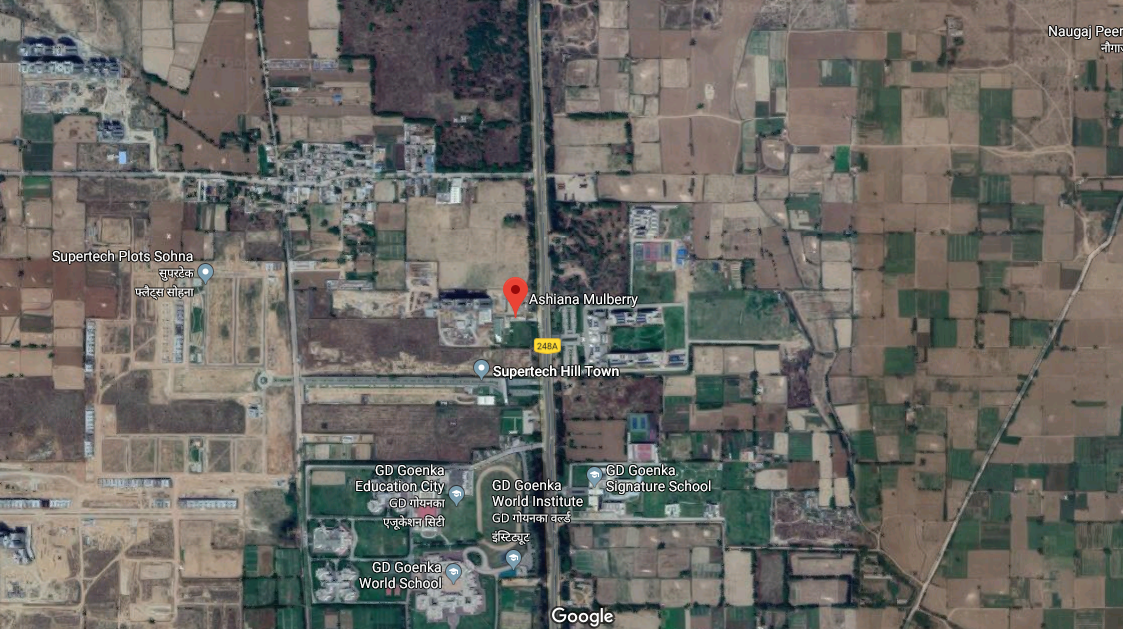 Naugaj Peer
नौगाज
Supertech Plots Sohna
सुपरटेक
फ्लैट्स सोहना
Ashiana Mulberry
248A
Supertech Hill Town
GD Goenka
Education City
GD गोयनका
एजूकेशन सिटी
GD Goenka
World Institute
GD गोयनका वर्ल्ड
इंस्टिट्यूट
GD Goenka
Signature School
GD Goenka
World School
Google